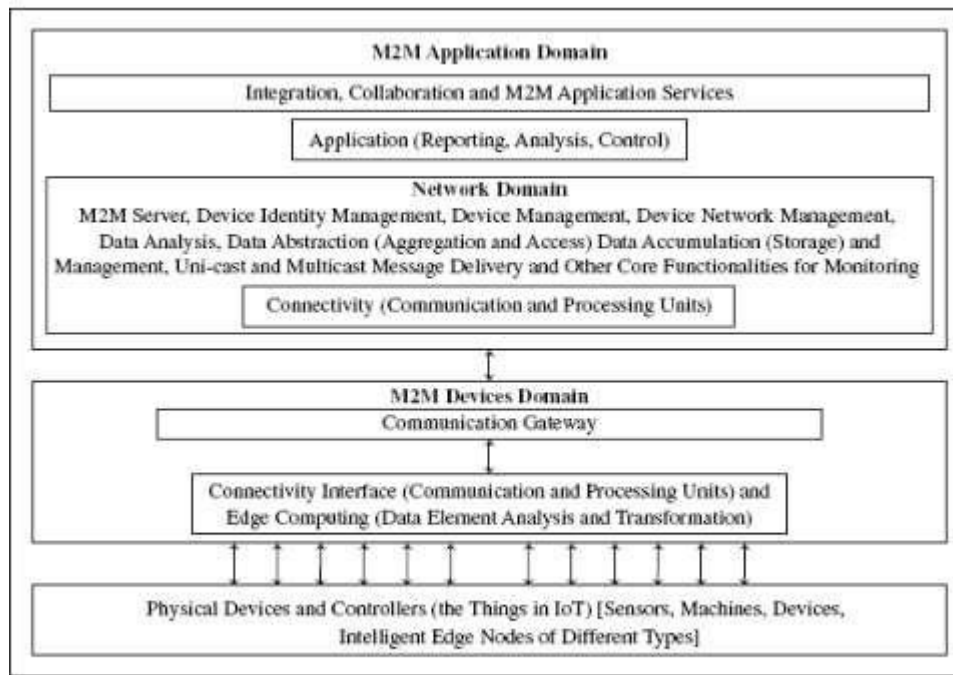 M2M Application Domain
Integration, Collaboration and M2M Application Services
Application (Reporting, Analysis, Control)
Network Domain
M2M Server, Device Identity Management, Device Management, Device Network Management,
Data Analysis, Data Abstraction (Aggregation and Access) Data Accumulation (Storage) and
Management, Uni-cast and Multicast Message Delivery and Other Core Functionalities for Monitoring
Connectivity (Communication and Processing Units)
M2M Devices Domain
Communication Gateway
Connectivity Interface (Communication and Processing Units) and
Edge Computing (Data Element Analysis and Transformation)
Physical Devices and Controllers (the Things in IoT) [Sensors, Machines, Devices,
Intelligent Edge Nodes of Different Types]